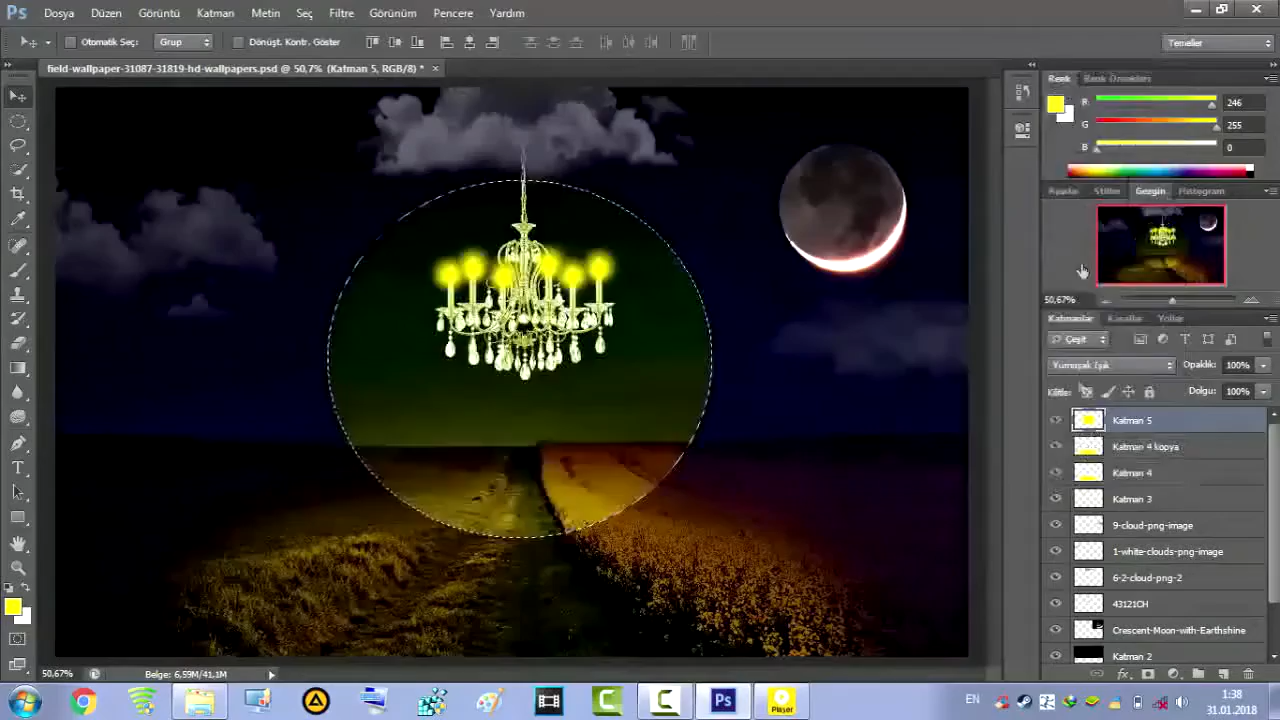 Ps Dosya Düzen Görüntü Katman Metin Seç Filtre Görünüm Pencere Yardım
Otomatik Seç: Grup Dönüşt. Kontr. Göster Temeller
field-wallpaper-31087-31819-hd-wallpapers.psd @ 50,7% (Katman 5, RGB/8) * ×
Renk Renk Örnekleri
R 246
G 255
B 0
Stiller Gezgin Histogram
50,67%
Katmanlar Kanallar Yollar
Çeşit
Yumuşak Işık Opaklık: 100%
Kilitle: Dolgu: 100%
Katman 5
Katman 4 kopya
Katman 4
Katman 3
9-cloud-png-image
1-white-clouds-png-image
6-2-cloud-png-2
43121CH
Crescent-Moon-with-Earthshine
Katman 2
50,67% Belge: 6,59M/41,1M
Ps Player EN 1:38
31.01.2018